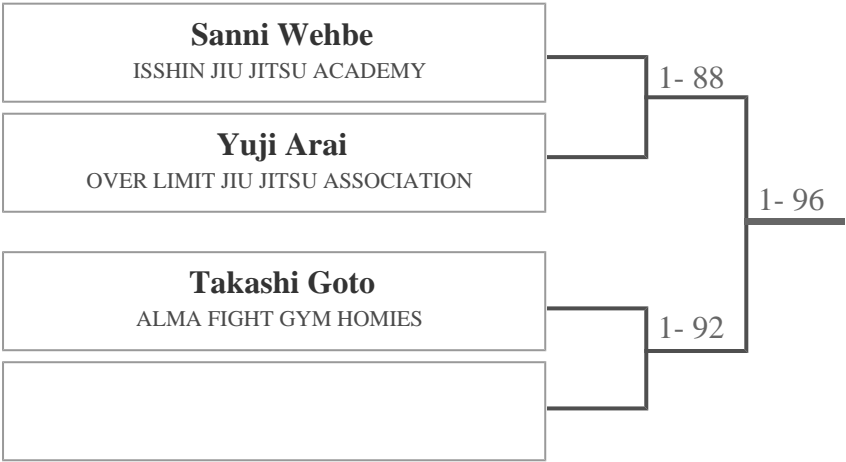 Sanni Wehbe
ISSHIN JIU JITSU ACADEMY
1- 88
Yuji Arai
OVER LIMIT JIU JITSU ASSOCIATION
1- 96
Takashi Goto
ALMA FIGHT GYM HOMIES
1- 92